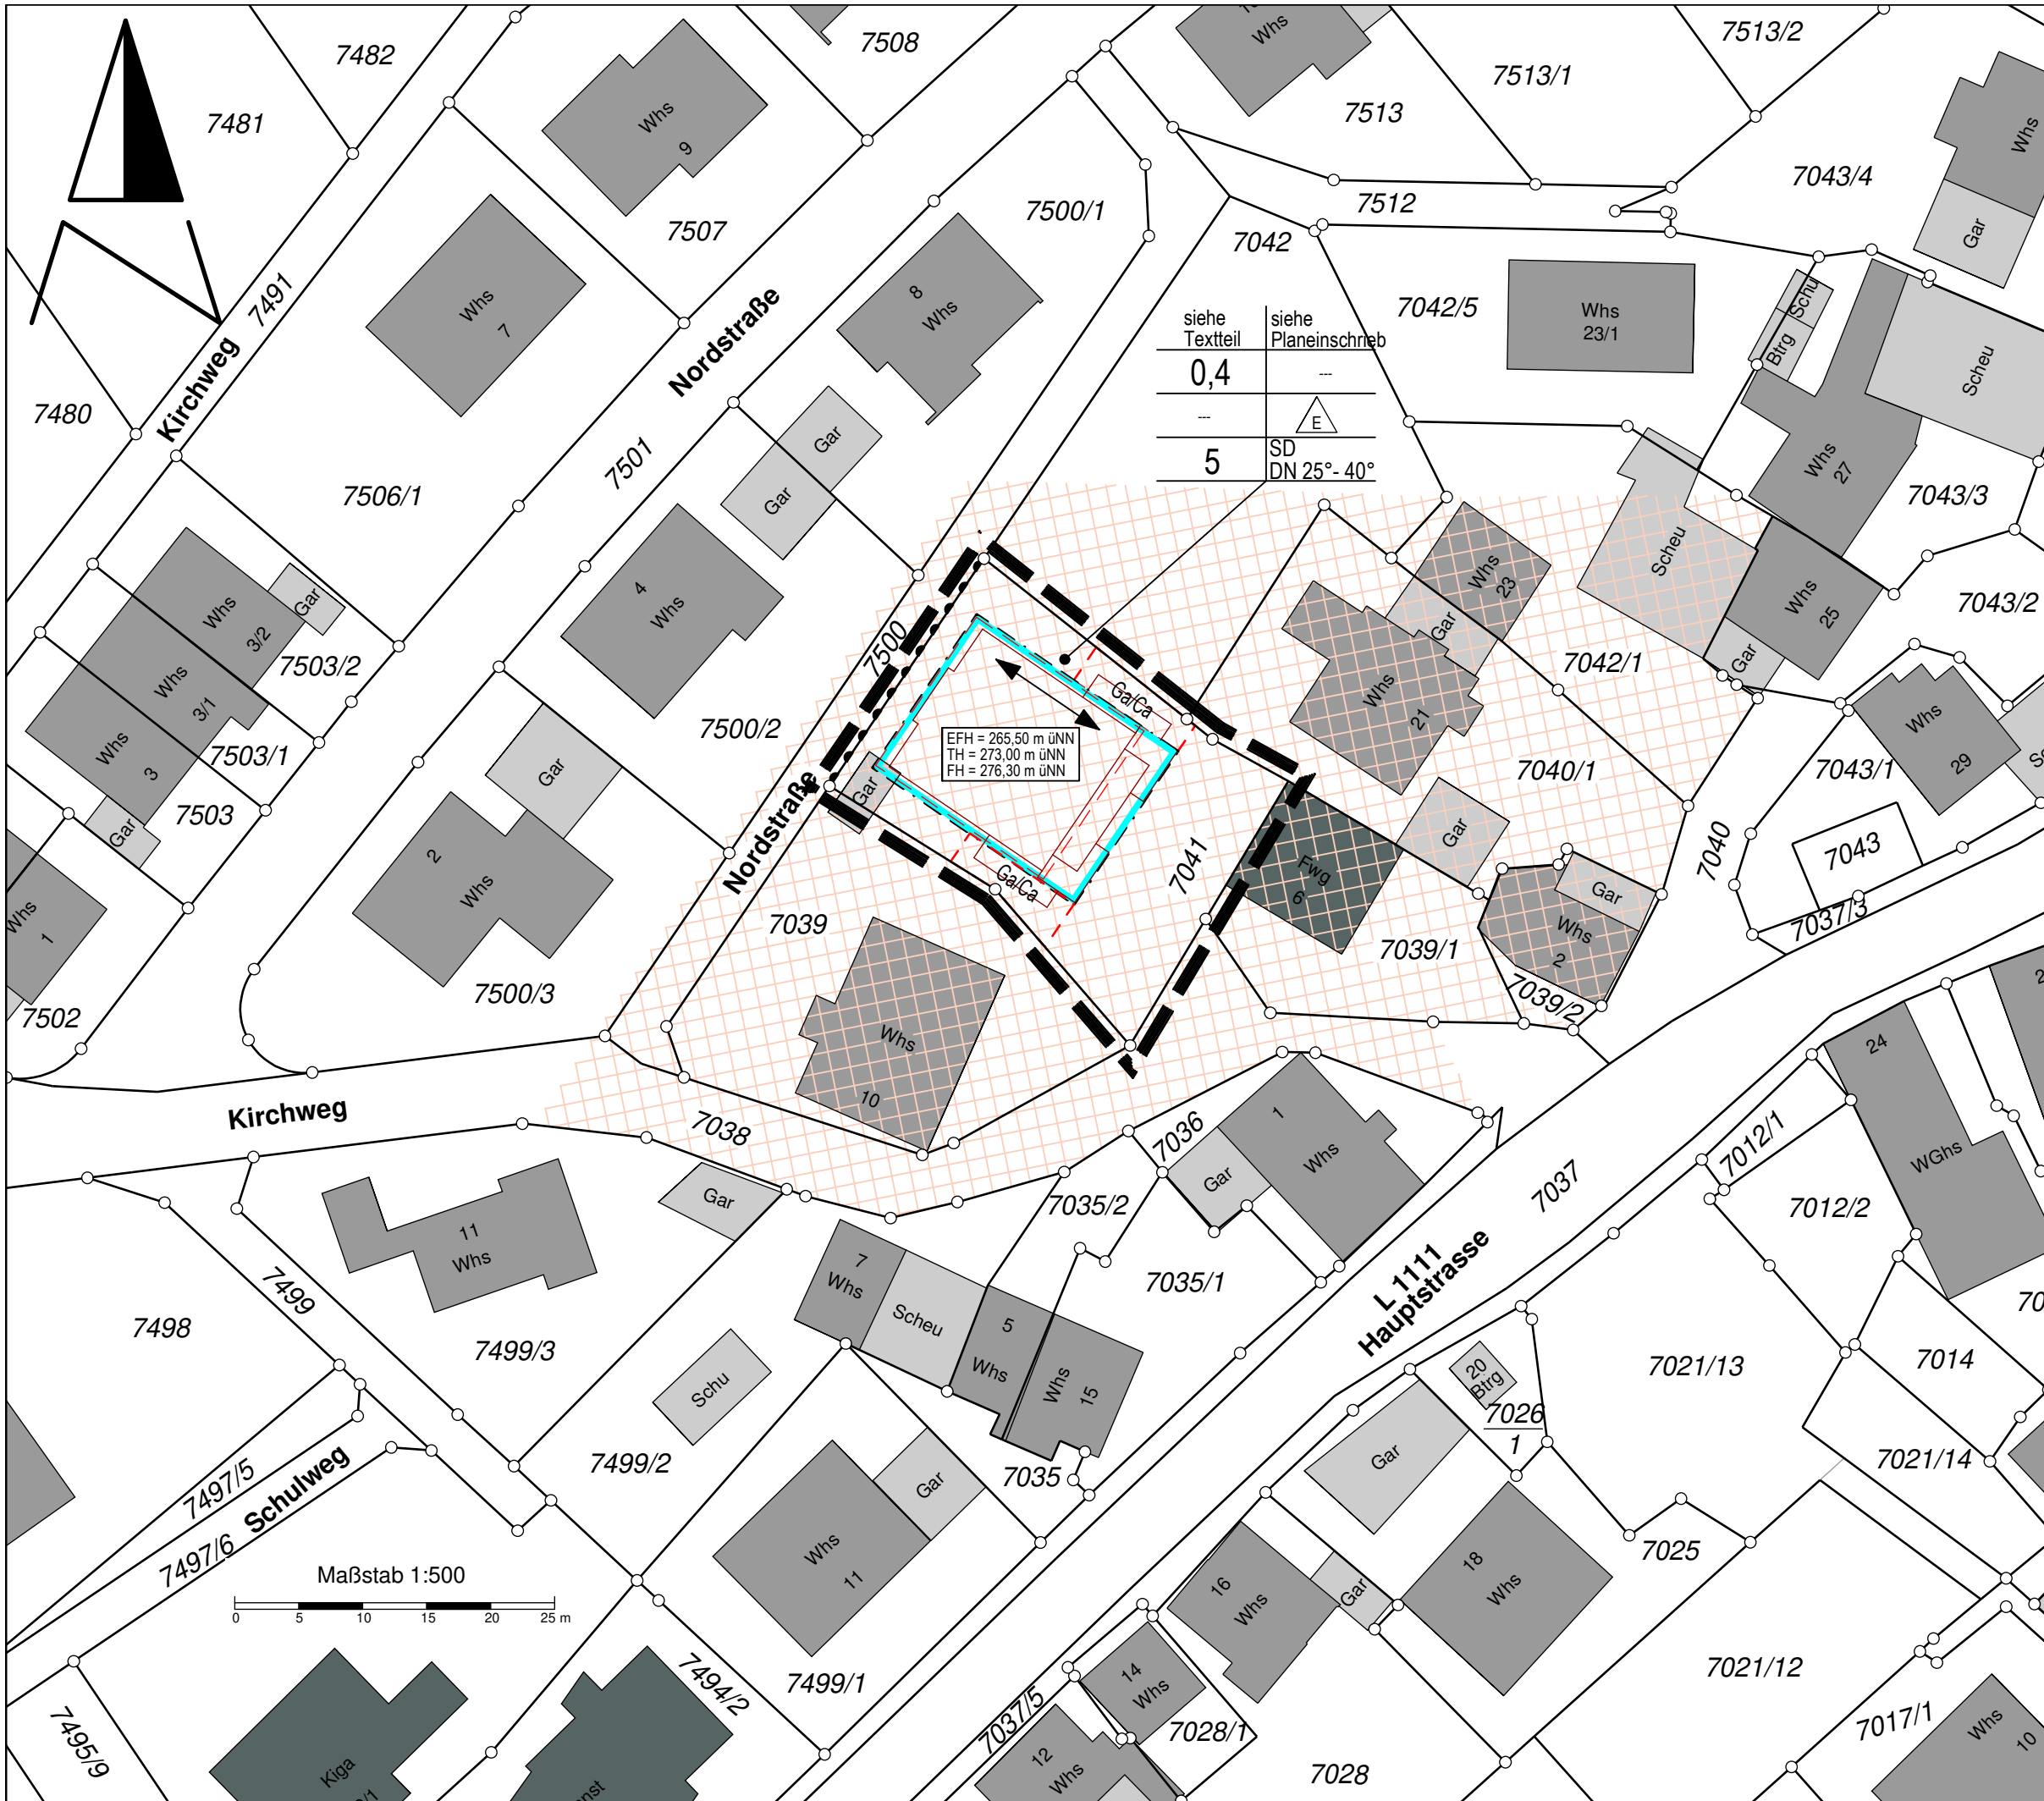 7482
7508
Whs
7513/2
7481
Whs
9
7513/1
7513
7043/4
Whs
7507
7500/1
7512
Gar
7491
Whs
7
Nordstraße
8
Whs
7042
7042/5
Whs
23/1
Schu
Btrg
Scheu
siehe
Textteil
siehe
Planeinschrieb
0,4
---
---
E
5
SD
DN 25°- 40°
7480
Kirchweg
7506/1
7501
Gar
Gar
Whs
27
7043/3
Scheu
4
Whs
Whs
23
Gar
Whs
25
7043/2
Whs
3/2
Gar
7503/2
7500
7042/1
Gar
Whs
3/1
7500/2
Ga/Ca
Whs
21
Whs
29
Sc
7503/1
Whs
3
EFH = 265,50 m üNN
TH = 273,00 m üNN
FH = 276,30 m üNN
7040/1
7043/1
Gar
Gar
7503
Nordstraße
Gar
Gar
7040
7043
2
Whs
7041
Fwg
6
Ga/Ca
Gar
Whs
2
7037/3
7039
7039/1
Whs
1
7500/3
7039/2
7502
Whs
10
24
2
Kirchweg
7038
7036
1
Whs
7012/1
WGhs
Gar
Gar
7037
11
Whs
7035/2
7012/2
7
Whs
Scheu
7035/1
L 1111
Hauptstrasse
7499
7498
7499/3
5
Whs
Whs
15
70
7021/13
7014
Schu
20
Btrg
7026
1
7499/2
7035
Gar
7021/14
7497/5
Schulweg
Gar
7497/6
Whs
11
7025
Maßstab 1:500
0 5 10 15 20 25 m
16
Whs
Gar
18
Whs
7021/12
7499/1
7494/2
14
Whs
7037/5
7028/1
7017/1
Whs
10
7495/9
Kiga
12
Whs
7028